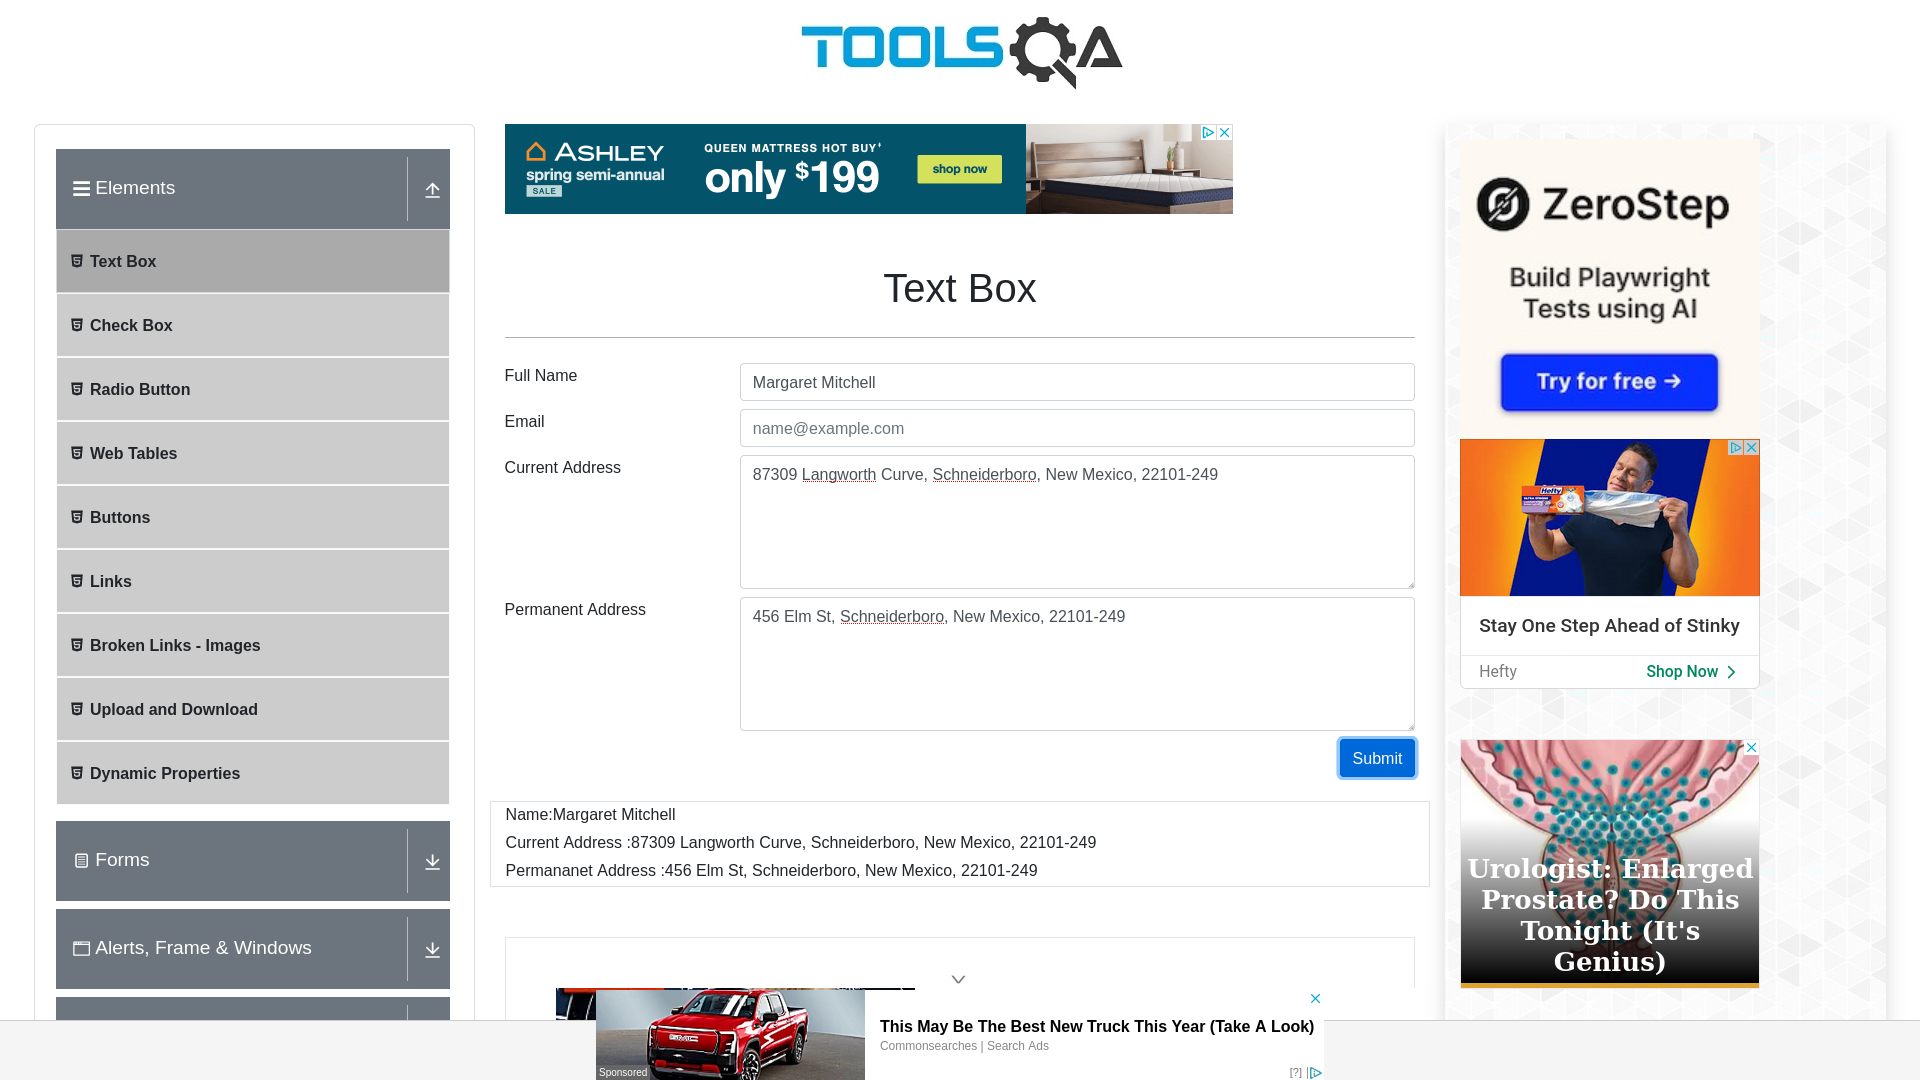 TOOLSQA
Elements
Text Box
Check Box
Radio Button
Web Tables
Buttons
Links
Broken Links - Images
Upload and Download
Dynamic Properties
Forms
Alerts, Frame & Windows
ASHLEY
spring semi-annual
SALE
QUEEN MATTRESS HOT BUY‡
only $199
shop now
Text Box
Full Name
Margaret Mitchell
Email
name@example.com
Current Address
87309 Langworth Curve, Schneiderboro, New Mexico, 22101-249
Permanent Address
456 Elm St, Schneiderboro, New Mexico, 22101-249
Submit
Name:Margaret Mitchell
Current Address :87309 Langworth Curve, Schneiderboro, New Mexico, 22101-249
Permananet Address :456 Elm St, Schneiderboro, New Mexico, 22101-249
Sponsored
This May Be The Best New Truck This Year (Take A Look)
Commonsearches | Search Ads
[?]
ZeroStep
Build Playwright
Tests using AI
Try for free →
Hefty
Stay One Step Ahead of Stinky
Hefty
Shop Now
Urologist: Enlarged
Prostate? Do This
Tonight (It's
Genius)